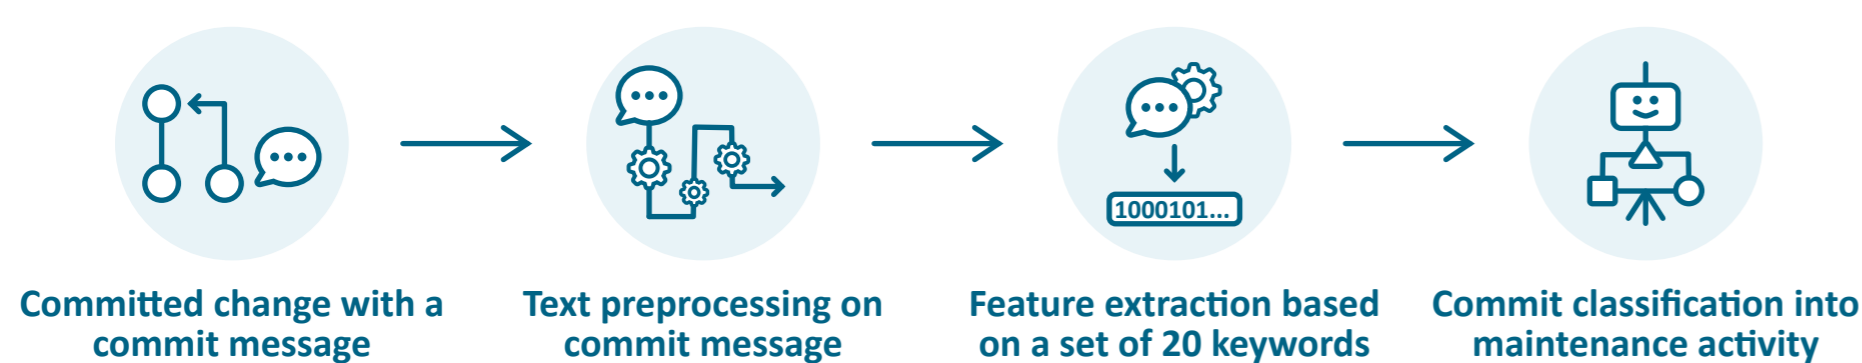 1000101...
Committed change with a
commit message
Text preprocessing on
commit message
Feature extraction based
on a set of 20 keywords
Commit classification into
maintenance activity